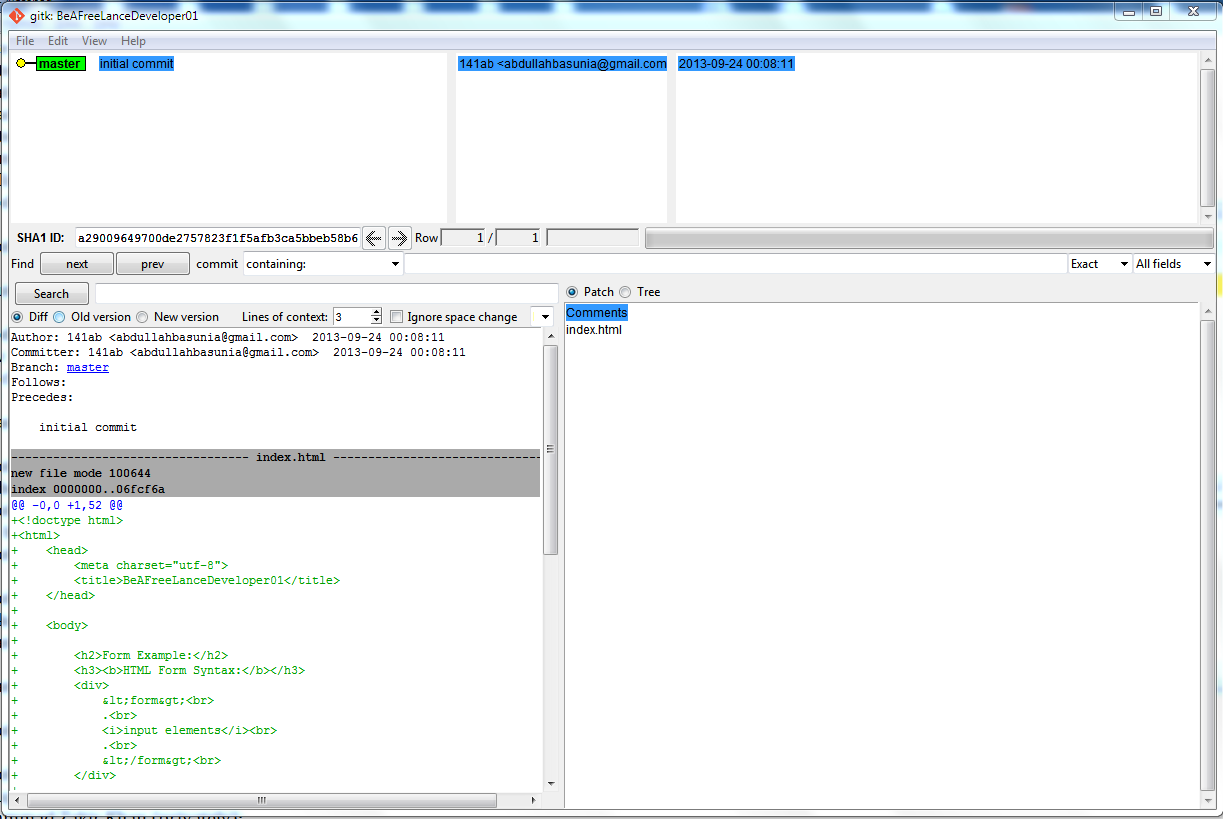 gitk: BeAFreeLanceDeveloper01
File Edit View Help
master initial commit 141ab <abdullahbasunia@gmail.com 2013-09-24 00:08:11
SHA1 ID: a29009649700de2757823f1f5afb3ca5bbeb58b6 Row 1 / 1
Find next prev commit containing: Exact All fields
Search
Patch Tree
Diff Old version New version Lines of context: 3 Ignore space change
Comments
index.html
Author: 141ab <abdullahbasunia@gmail.com>  2013-09-24 00:08:11
Committer: 141ab <abdullahbasunia@gmail.com>  2013-09-24 00:08:11
Branch: master
Follows:
Precedes:
    initial commit
---------------------------------- index.html ------------------------------
new file mode 100644
index 0000000..06fcf6a
@@ -0,0 +1,52 @@
+<!doctype html>
+<html>
+    <head>
+        <meta charset="utf-8">
+        <title>BeAFreeLanceDeveloper01</title>
+    </head>
+
+    <body>
+
+        <h2>Form Example:</h2>
+        <h3><b>HTML Form Syntax:</b></h3>
+        <div>
+            &lt;form&gt;<br>
+            .<br>
+            <i>input elements</i><br>
+            .<br>
+            &lt;/form&gt;<br>
+        </div>